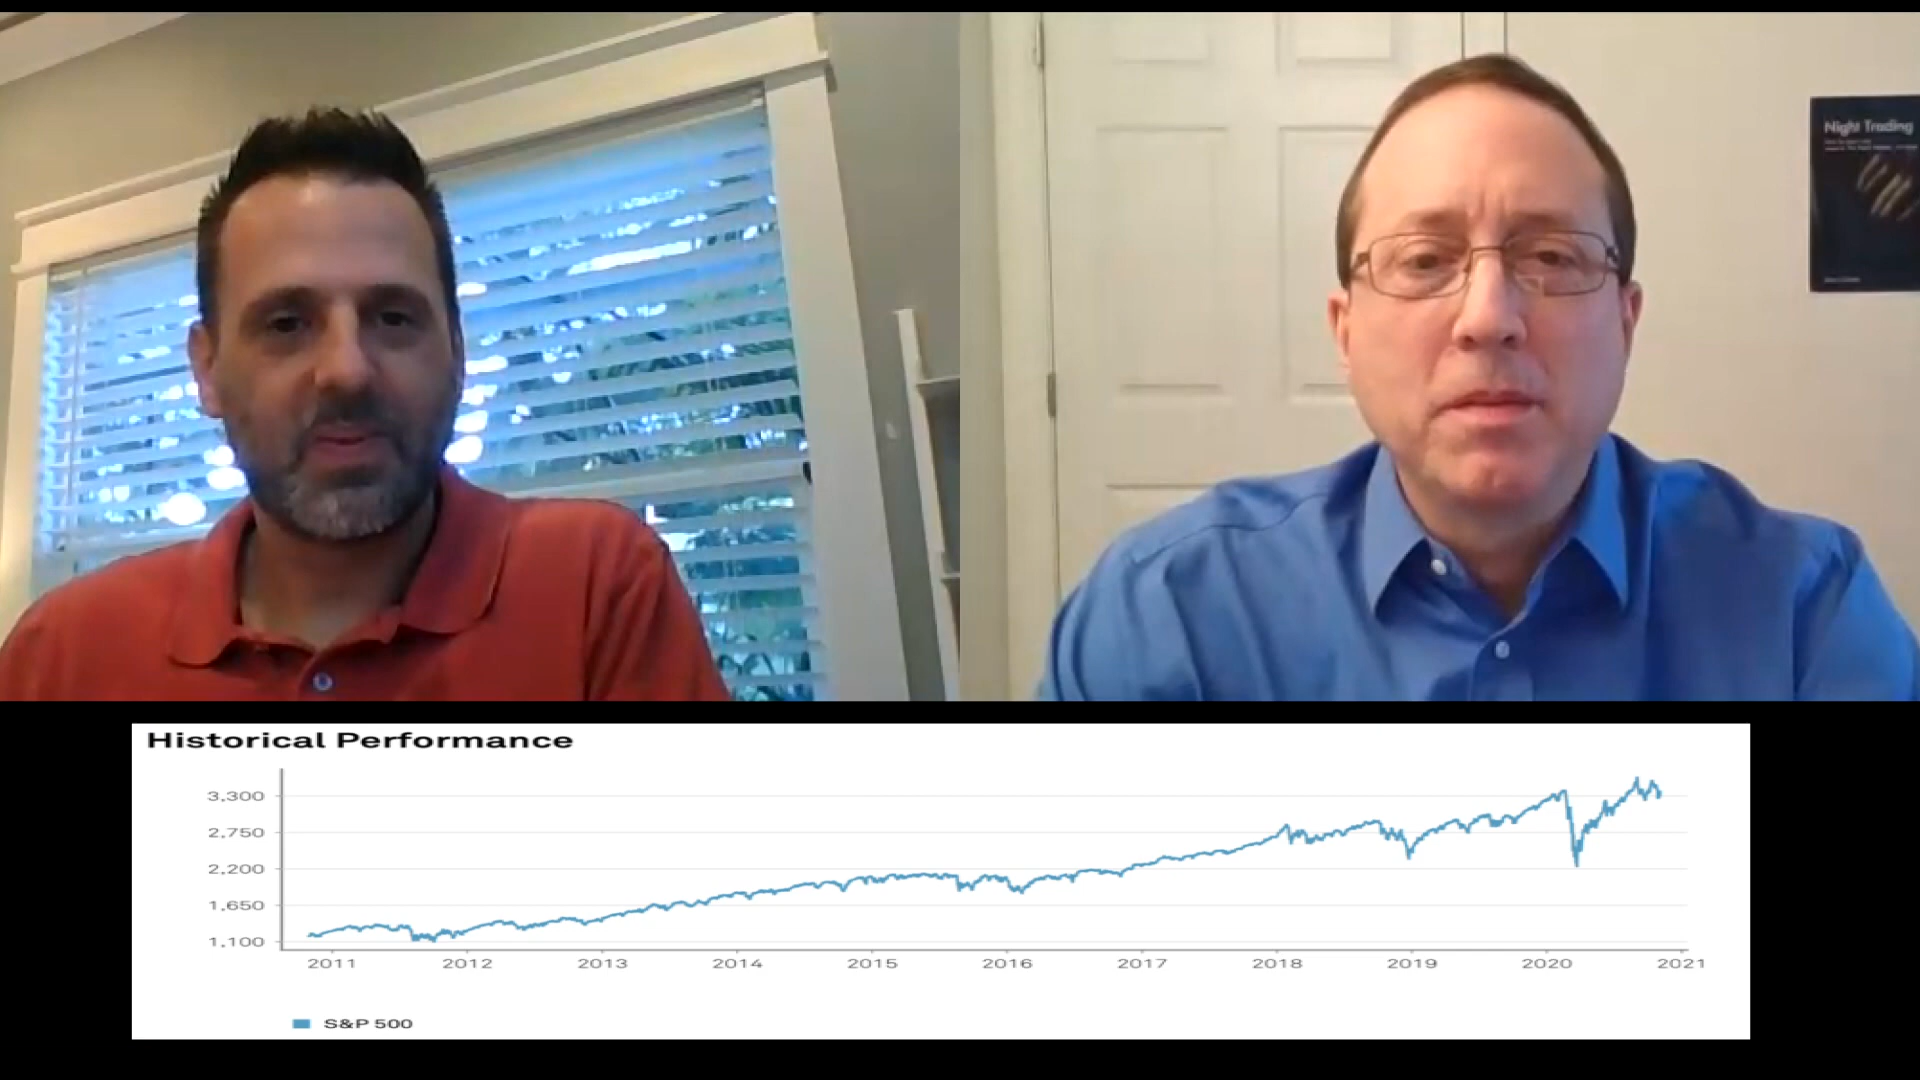 Night Trading
Historical Performance
3,300
2,750
2,200
1,650
1,100
2011 2012 2013 2014 2015 2016 2017 2018 2019 2020 2021
S&P 500